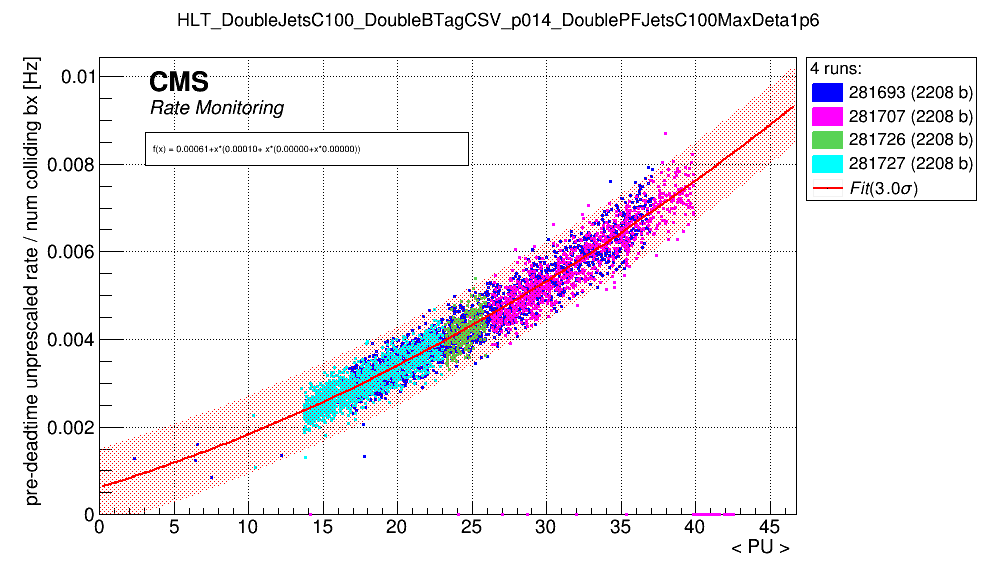 HLT_DoubleJetsC100_DoubleBTagCSV_p014_DoublePFJetsC100MaxDeta1p6
pre-deadtime unprescaled rate / num colliding bx [Hz]
0.01
0.008
0.006
0.004
0.002
0
CMS
Rate Monitoring
f(x) = 0.00061+x*(0.00010+ x*(0.00000+x*0.00000))
4 runs:
281693 (2208 b)
281707 (2208 b)
281726 (2208 b)
281727 (2208 b)
Fit(3.0σ)
0 5 10 15 20 25 30 35 40 45
< PU >